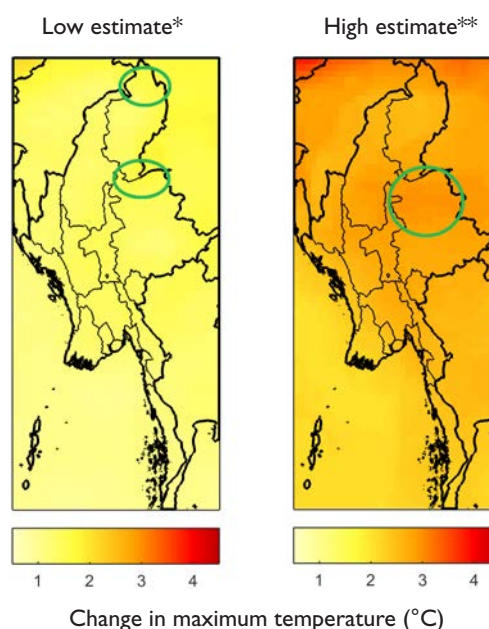 Low estimate*
High estimate**
1 2 3 4
1 2 3 4
Change in maximum temperature (°C)